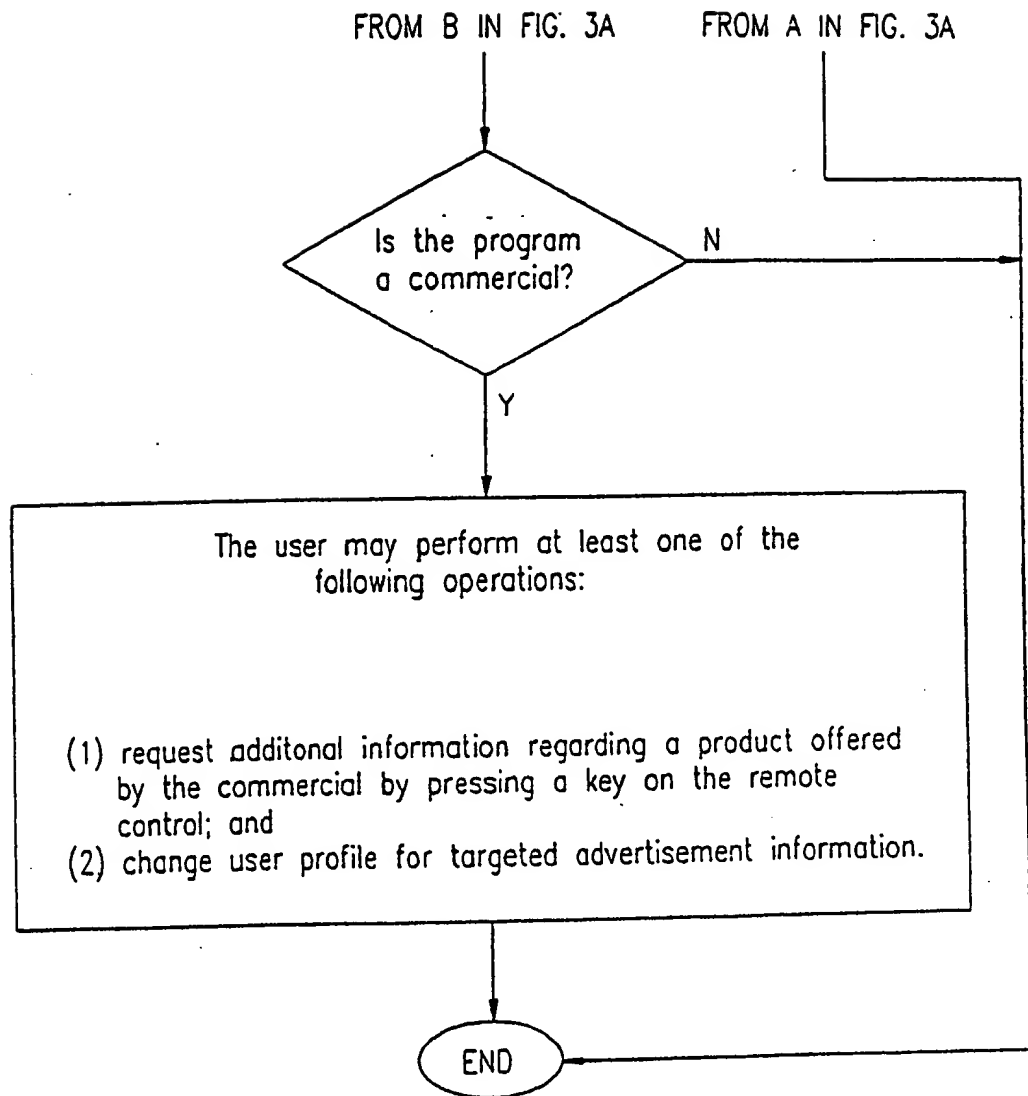 FROM B IN FIG. 3A
FROM A IN FIG. 3A
Is the program
a commercial?
N
Y
The user may perform at least one of the
following operations:
(1) request additonal information regarding a product offered
by the commercial by pressing a key on the remote
control; and
(2) change user profile for targeted advertisement information.
END